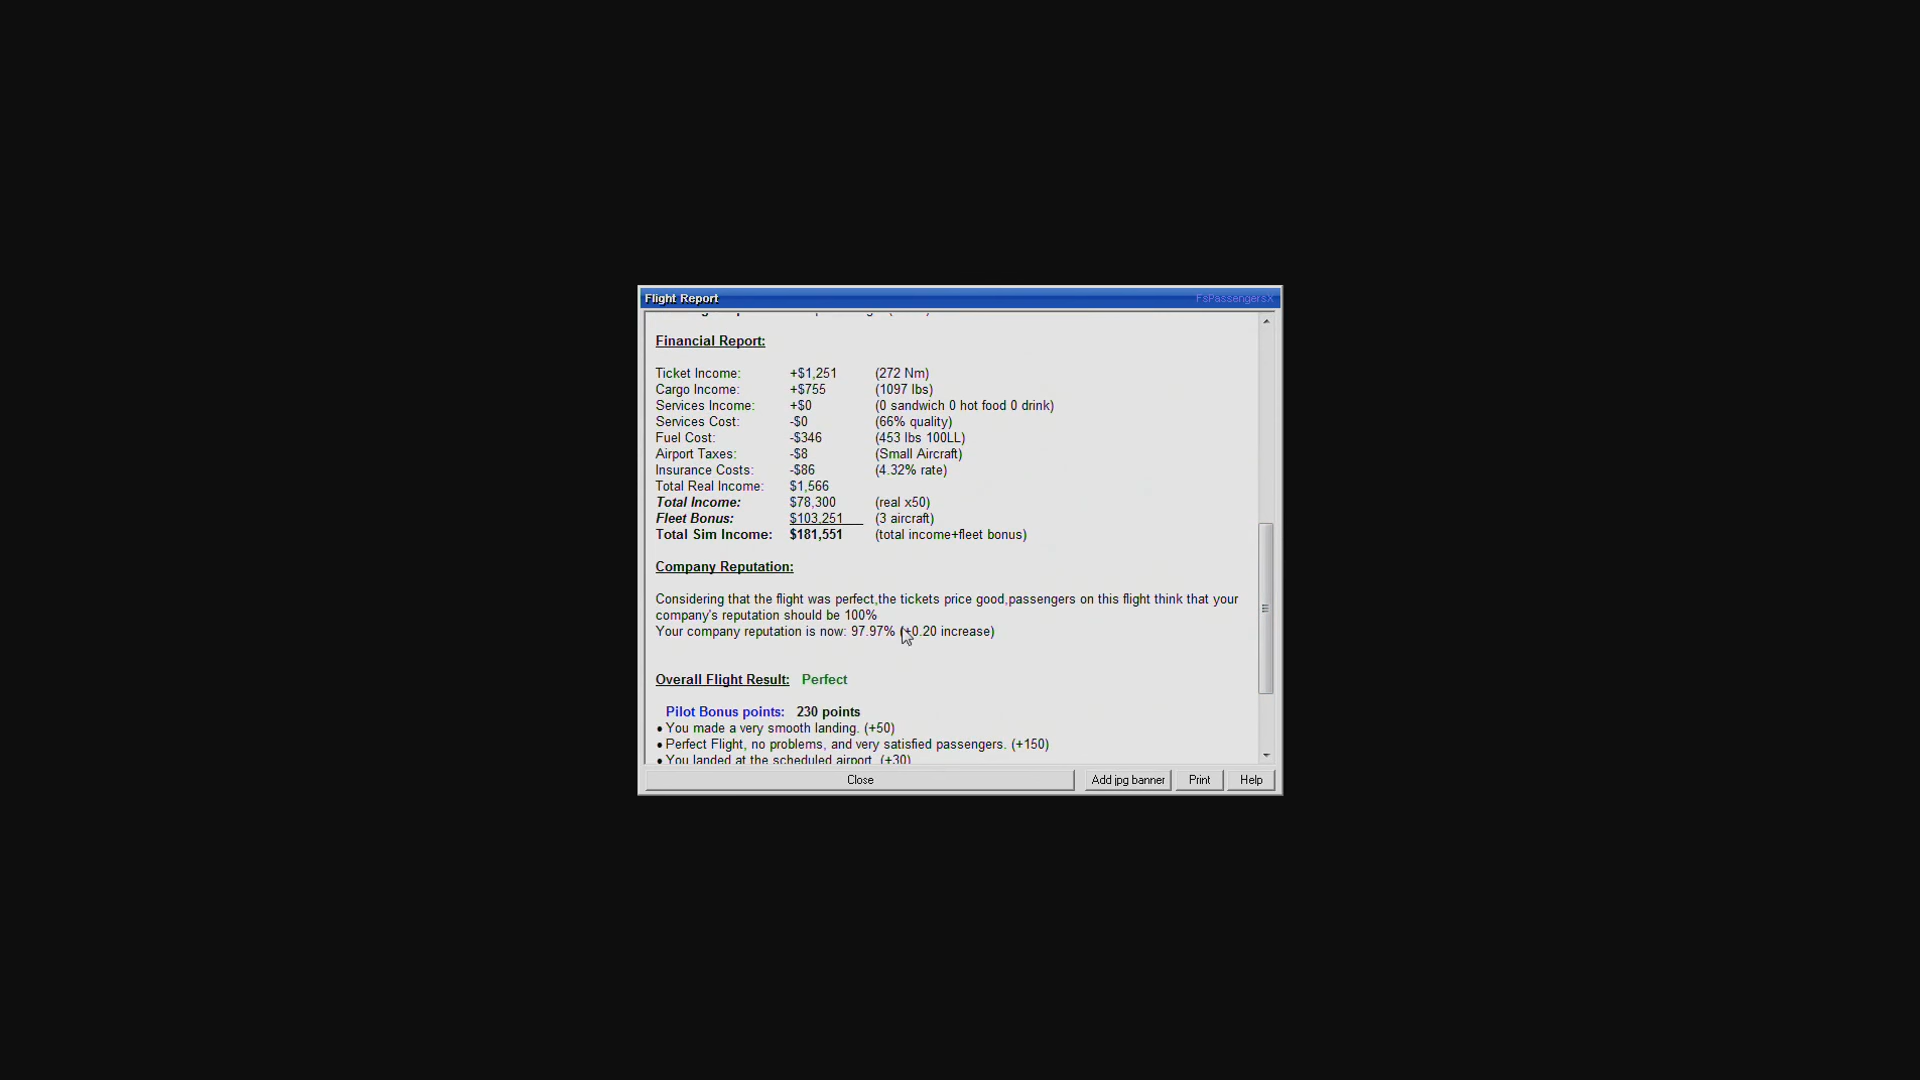 Flight Report FsPassengersX
Financial Report:
Ticket Income: +$1,251 (272 Nm)
Cargo Income: +$755 (1097 lbs)
Services Income: +$0 (0 sandwich 0 hot food 0 drink)
Services Cost: -$0 (66% quality)
Fuel Cost: -$346 (453 lbs 100LL)
Airport Taxes: -$8 (Small Aircraft)
Insurance Costs: -$86 (4.32% rate)
Total Real Income: $1,566
Total Income: $78,300 (real x50)
Fleet Bonus: $103,251 (3 aircraft)
Total Sim Income: $181,551 (total income+fleet bonus)
Company Reputation:
Considering that the flight was perfect,the tickets price good,passengers on this flight think that your
company's reputation should be 100%
Your company reputation is now: 97.97% (+0.20 increase)
Overall Flight Result: Perfect
Pilot Bonus points: 230 points
• You made a very smooth landing. (+50)
• Perfect Flight, no problems, and very satisfied passengers. (+150)
• You landed at the scheduled airport. (+30)
Close Add jpg banner Print Help